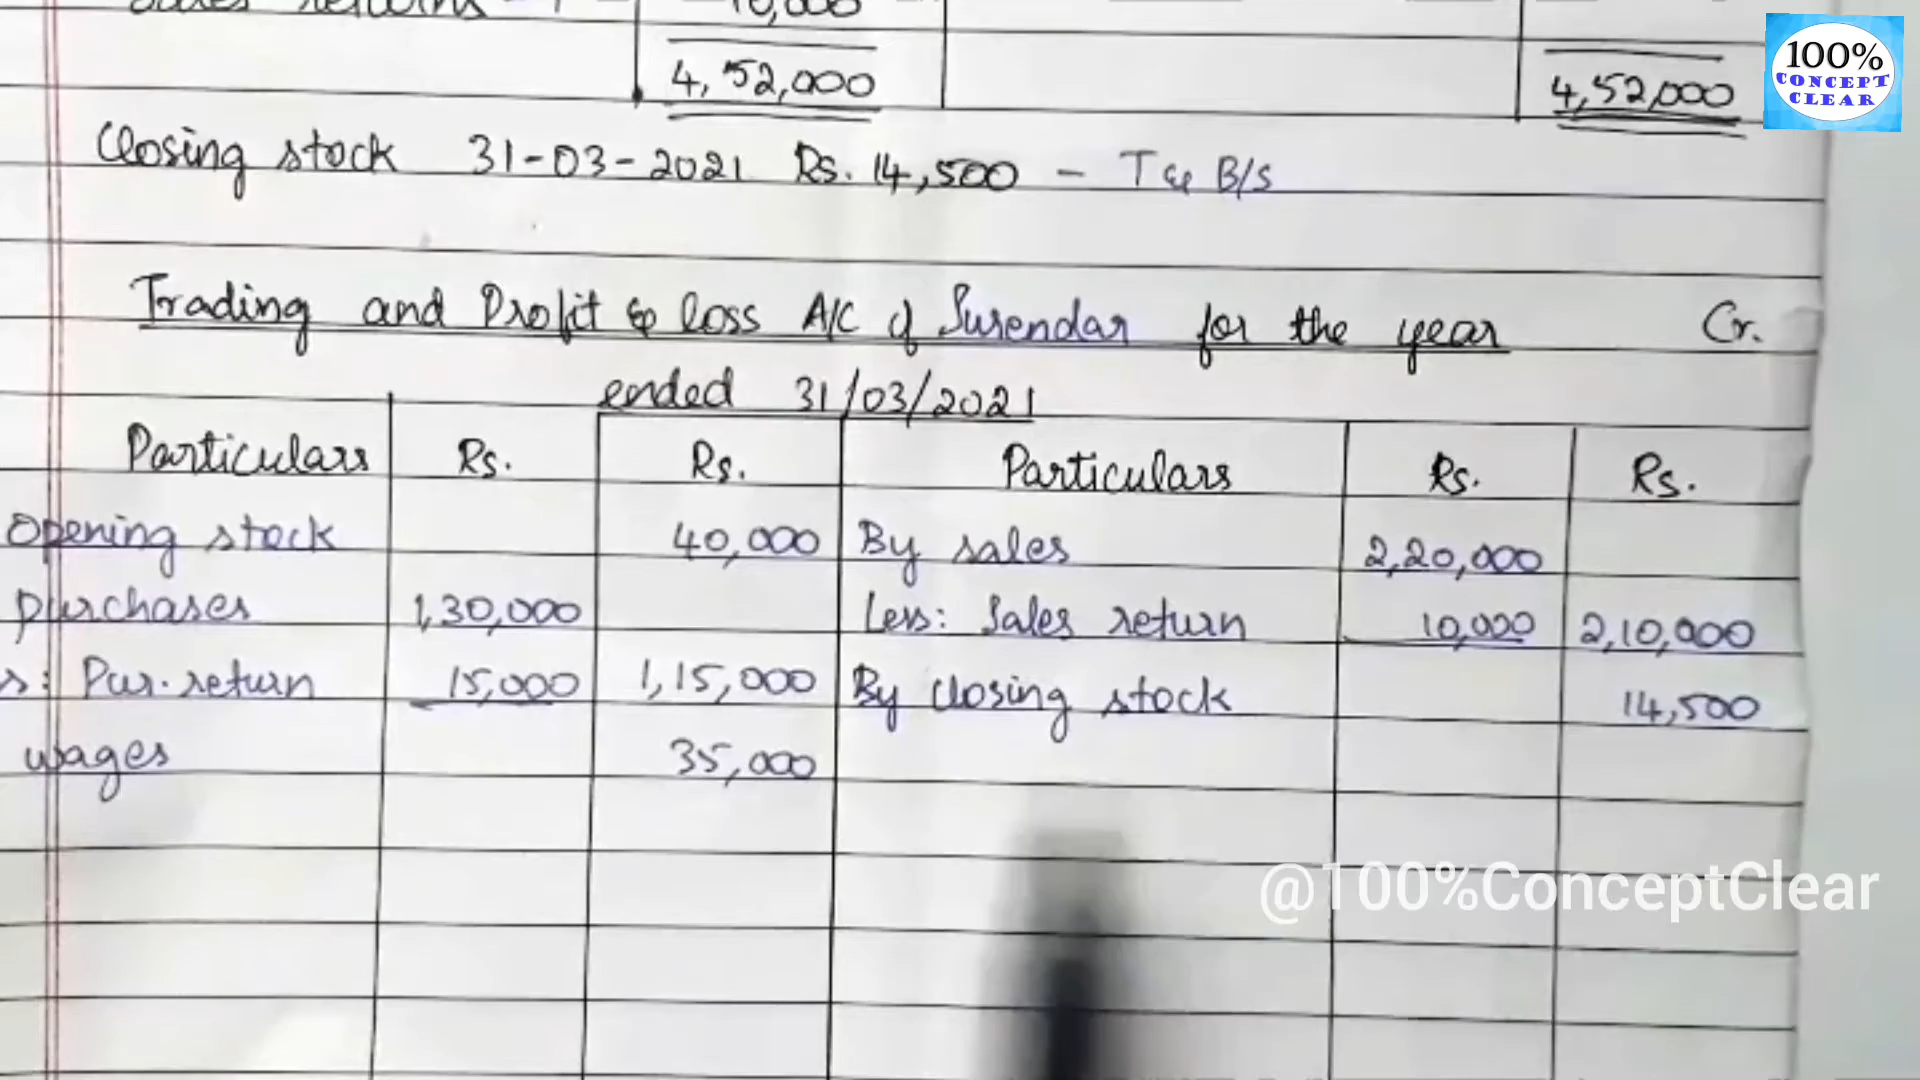 10,000
4,52,000 4,52,000
100%
CONCEPT
CLEAR
Closing stock 31-03-2021 Rs. 14,500 - T & B/S
Trading and Profit & loss A/C of Surendar for the year Cr.
ended 31/03/2021
Particulars Rs. Rs. Particulars Rs. Rs.
Opening stock 40,000 By sales 2,20,000
purchases 1,30,000 Less: Sales return 10,000 2,10,000
s: Pur. return 15,000 1,15,000 By closing stock 14,500
wages 35,000
@100%ConceptClear